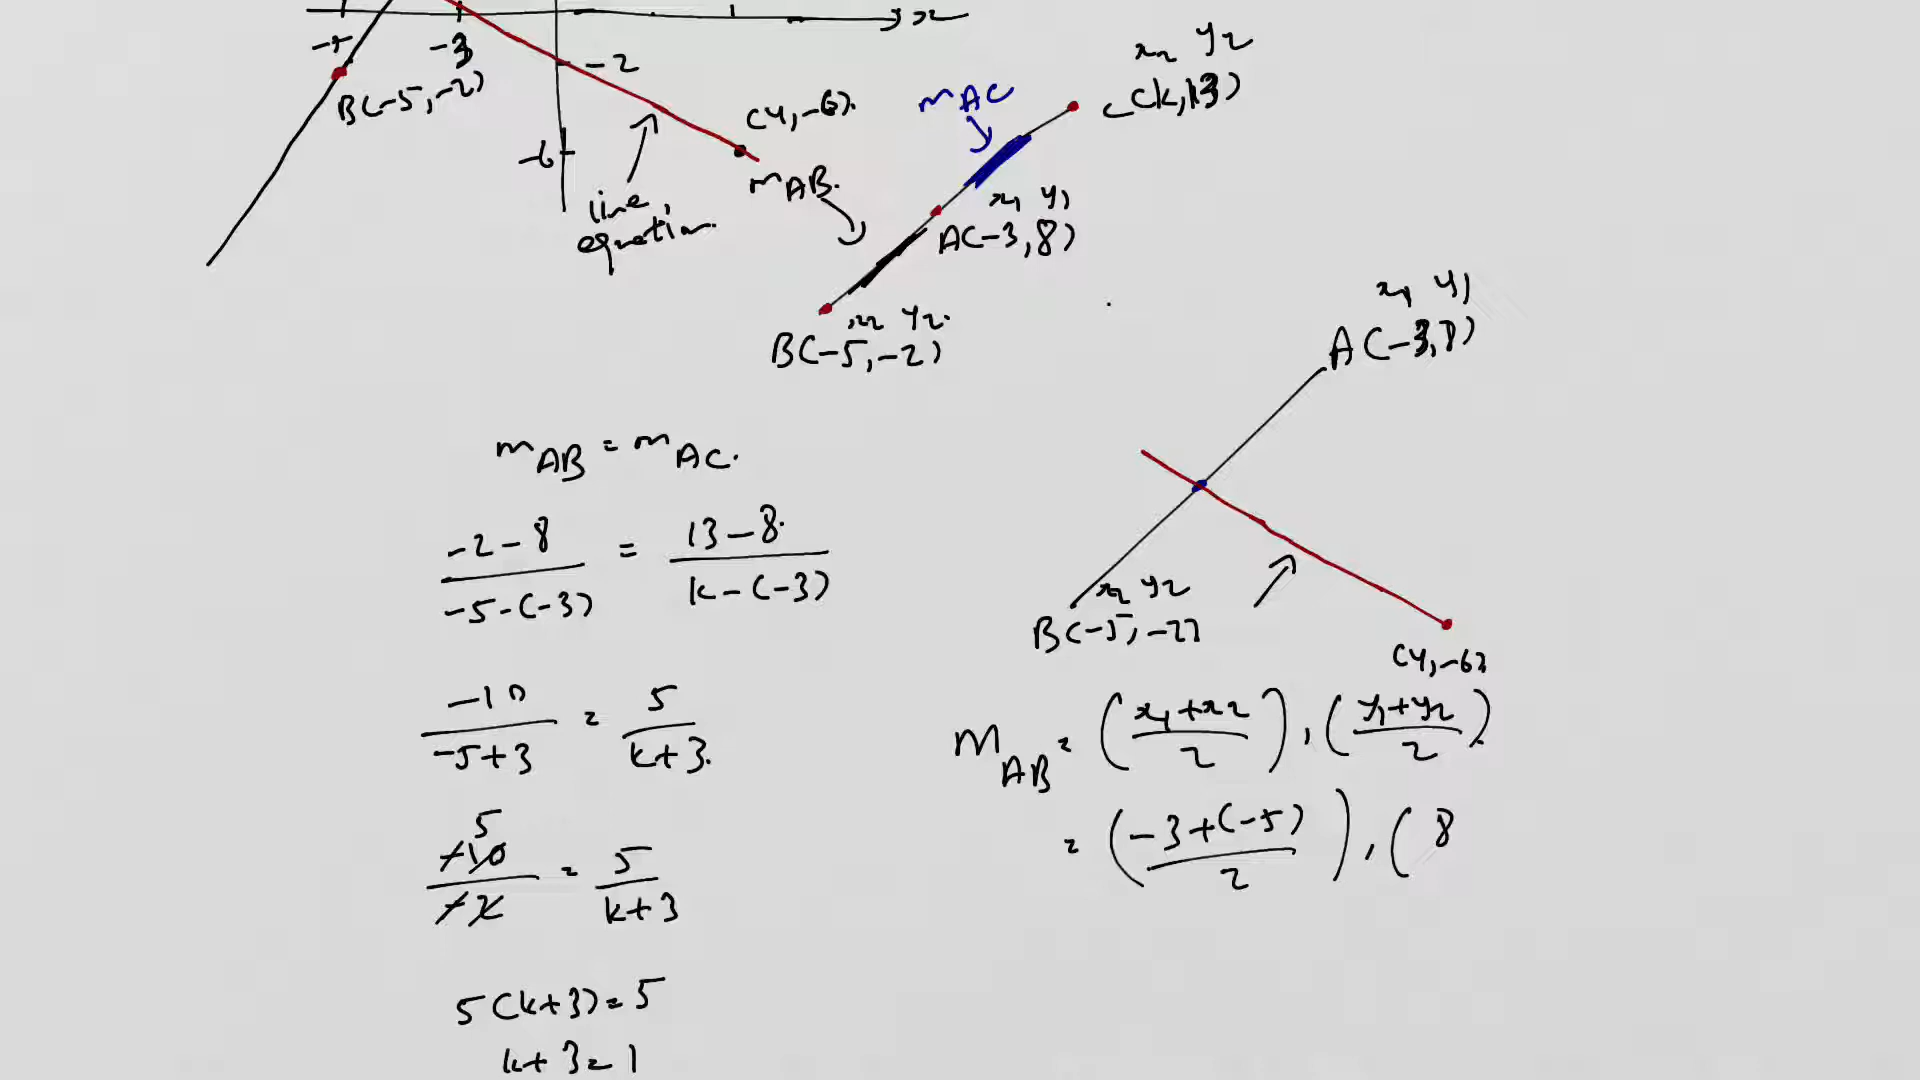 x
-5
-3
B(-5,-2)
-2
-6
(4,-6)
line,
equation.
mAB.
mAC
x2 y2
C(k,13)
x1 y1
A(-3,8)
x2 y2.
B(-5,-2)
mAB = mAC.
-2-8 / -5-(-3) = 13-8 / k-(-3)
-10 / -5+3 = 5 / k+3.
5
-10 / -2 = 5 / k+3
5(k+3)=5
k+3=1
x1 y1
A(-3,8)
x2 y2
B(-5,-2)
(4,-6)
MAB = (x1+x2 / 2), (y1+y2 / 2)
= (-3+(-5) / 2), (8